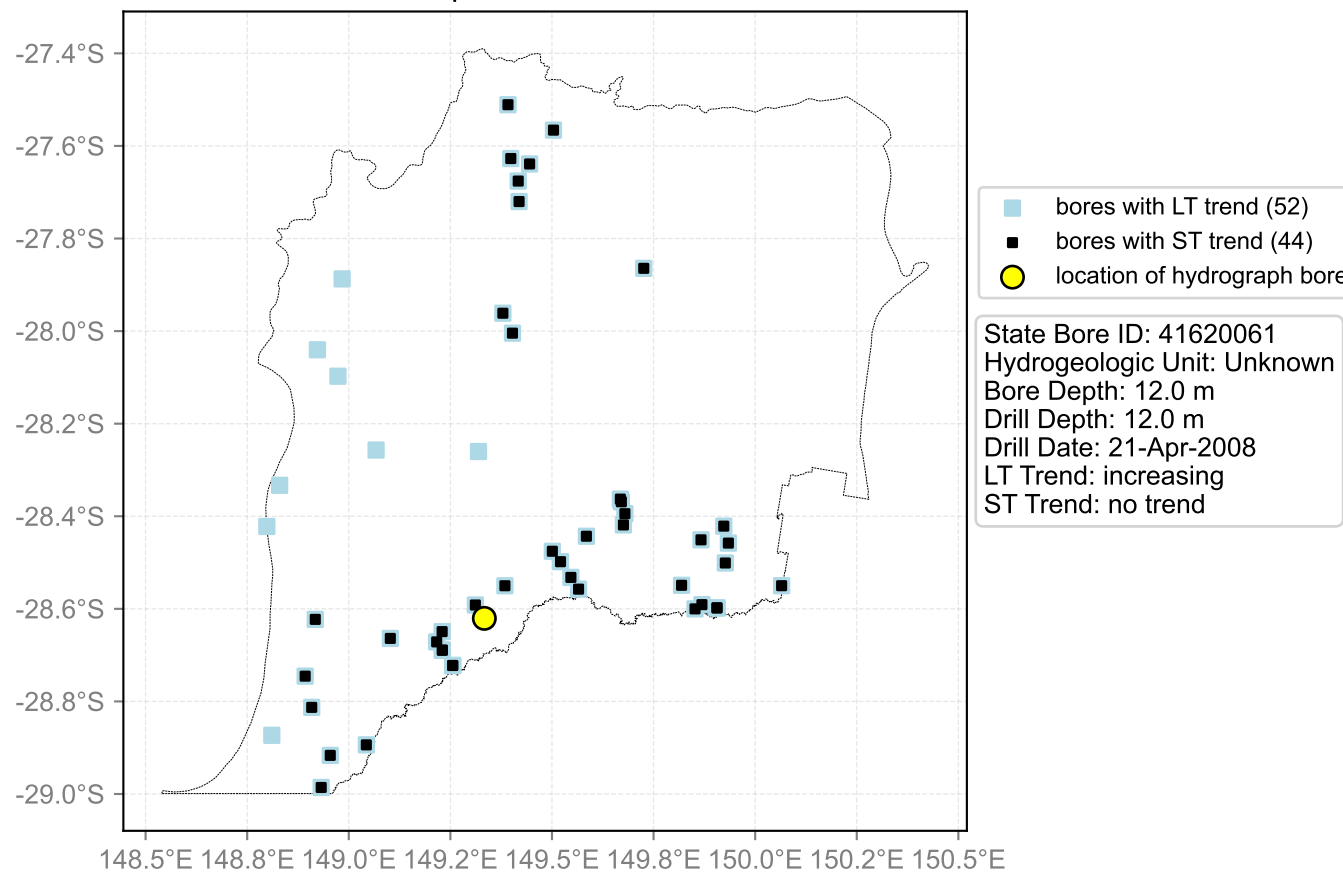 -27.4°S
-27.6°S
-27.8°S
-28.0°S
-28.2°S
-28.4°S
-28.6°S
-28.8°S
-29.0°S
148.5°E 148.8°E 149.0°E 149.2°E 149.5°E 149.8°E 150.0°E 150.2°E 150.5°E
bores with LT trend (52)
bores with ST trend (44)
location of hydrograph bore
State Bore ID: 41620061
Hydrogeologic Unit: Unknown
Bore Depth: 12.0 m
Drill Depth: 12.0 m
Drill Date: 21-Apr-2008
LT Trend: increasing
ST Trend: no trend